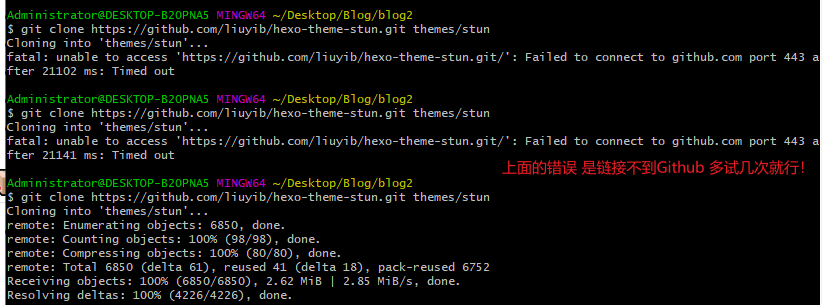 Administrator@DESKTOP-B2OPNA5 MINGW64 ~/Desktop/Blog/blog2
$ git clone https://github.com/liuyib/hexo-theme-stun.git themes/stun
Cloning into 'themes/stun'...
fatal: unable to access 'https://github.com/liuyib/hexo-theme-stun.git/': Failed to connect to github.com port 443 a
fter 21102 ms: Timed out
Administrator@DESKTOP-B2OPNA5 MINGW64 ~/Desktop/Blog/blog2
$ git clone https://github.com/liuyib/hexo-theme-stun.git themes/stun
Cloning into 'themes/stun'...
fatal: unable to access 'https://github.com/liuyib/hexo-theme-stun.git/': Failed to connect to github.com port 443 a
fter 21141 ms: Timed out
上面的错误 是链接不到Github 多试几次就行!
Administrator@DESKTOP-B2OPNA5 MINGW64 ~/Desktop/Blog/blog2
$ git clone https://github.com/liuyib/hexo-theme-stun.git themes/stun
Cloning into 'themes/stun'...
remote: Enumerating objects: 6850, done.
remote: Counting objects: 100% (98/98), done.
remote: Compressing objects: 100% (80/80), done.
remote: Total 6850 (delta 61), reused 41 (delta 18), pack-reused 6752
Receiving objects: 100% (6850/6850), 2.62 MiB | 2.85 MiB/s, done.
Resolving deltas: 100% (4226/4226), done.